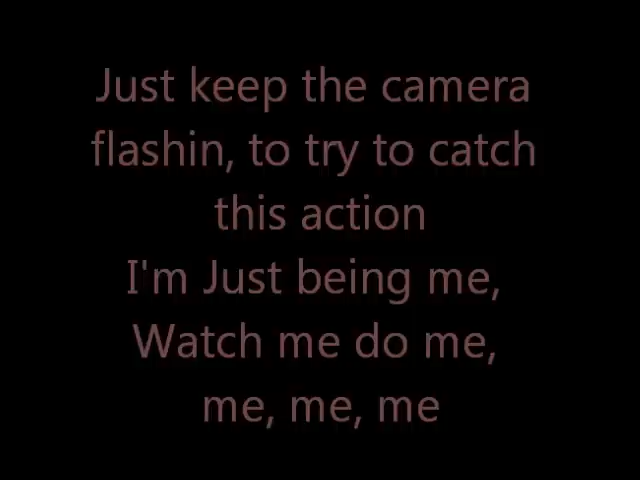 Just keep the camera
flashin, to try to catch
this action
I'm Just being me,
Watch me do me,
me, me, me